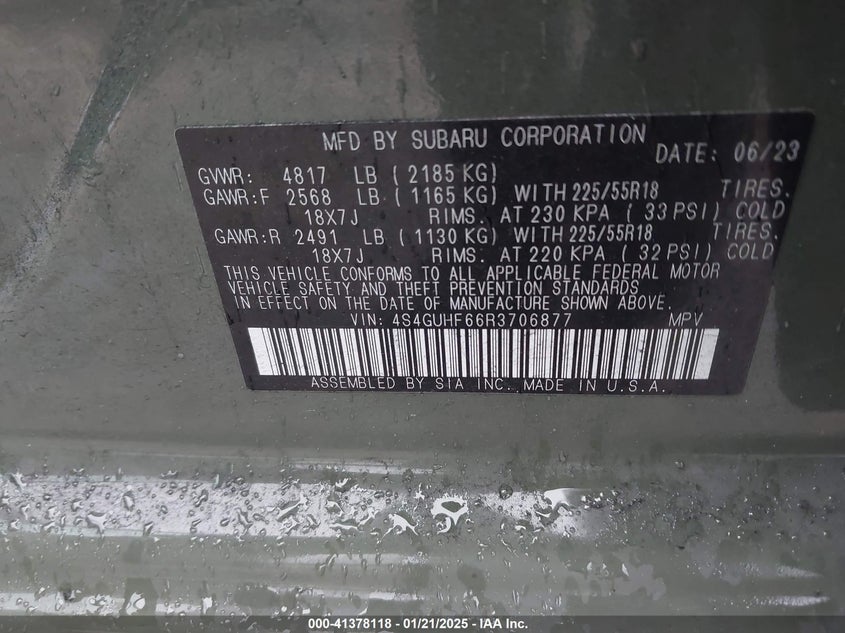 MFD BY SUBARU CORPORATION DATE: 06/23
GVWR: 4817 LB (2185 KG)
GAWR:F 2568 LB (1165 KG) WITH 225/55R18 TIRES.
18X7J RIMS. AT 230 KPA (33 PSI) COLD
GAWR:R 2491 LB (1130 KG) WITH 225/55R18 TIRES.
18X7J RIMS. AT 220 KPA (32 PSI) COLD
THIS VEHICLE CONFORMS TO ALL APPLICABLE FEDERAL MOTOR
VEHICLE SAFETY AND THEFT PREVENTION STANDARDS
IN EFFECT ON THE DATE OF MANUFACTURE SHOWN ABOVE.
VIN: 4S4GUHF66R3706877 MPV
ASSEMBLED BY SIA INC. MADE IN U.S.A.
000-41378118 - 01/21/2025 - IAA Inc.